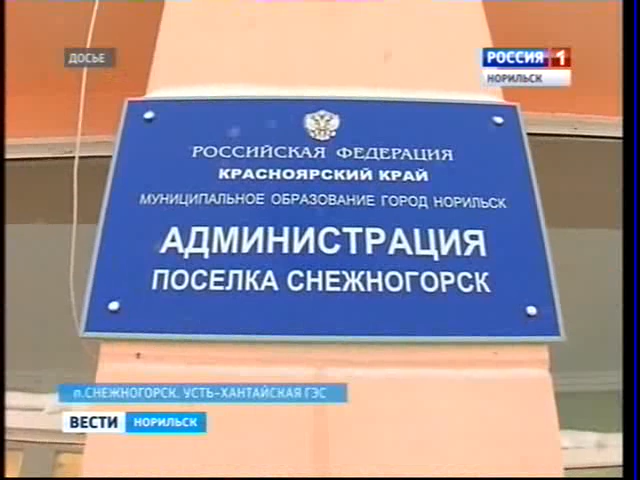 ДОСЬЕ
РОССИЯ 1
НОРИЛЬСК
РОССИЙСКАЯ ФЕДЕРАЦИЯ
КРАСНОЯРСКИЙ КРАЙ
МУНИЦИПАЛЬНОЕ ОБРАЗОВАНИЕ ГОРОД НОРИЛЬСК
АДМИНИСТРАЦИЯ
ПОСЕЛКА СНЕЖНОГОРСК
п.СНЕЖНОГОРСК. УСТЬ-ХАНТАЙСКАЯ ГЭС
ВЕСТИ НОРИЛЬСК